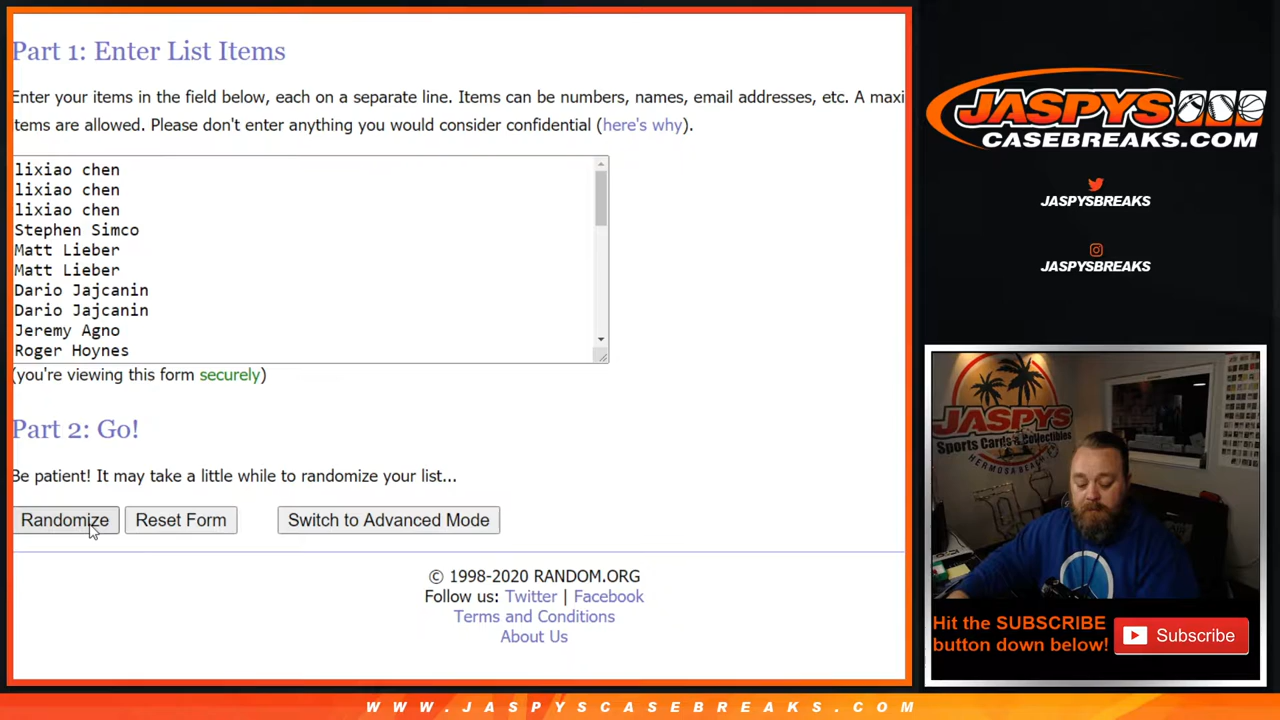 Part 1: Enter List Items
Enter your items in the field below, each on a separate line. Items can be numbers, names, email addresses, etc. A maxi
tems are allowed. Please don't enter anything you would consider confidential (here's why).
lixiao chen
lixiao chen
lixiao chen
Stephen Simco
Matt Lieber
Matt Lieber
Dario Jajcanin
Dario Jajcanin
Jeremy Agno
Roger Hoynes
(you're viewing this form securely)
Part 2: Go!
Be patient! It may take a little while to randomize your list...
Randomize
Reset Form
Switch to Advanced Mode
© 1998-2020 RANDOM.ORG
Follow us: Twitter | Facebook
Terms and Conditions
About Us
JASPYS
CASEBREAKS.COM
JASPYSBREAKS
JASPYSBREAKS
JASPYS
Sports Cards & Collectibles
HERMOSA BEACH
Hit the SUBSCRIBE
button down below!
Subscribe
WWW.JASPYSCASEBREAKS.COM